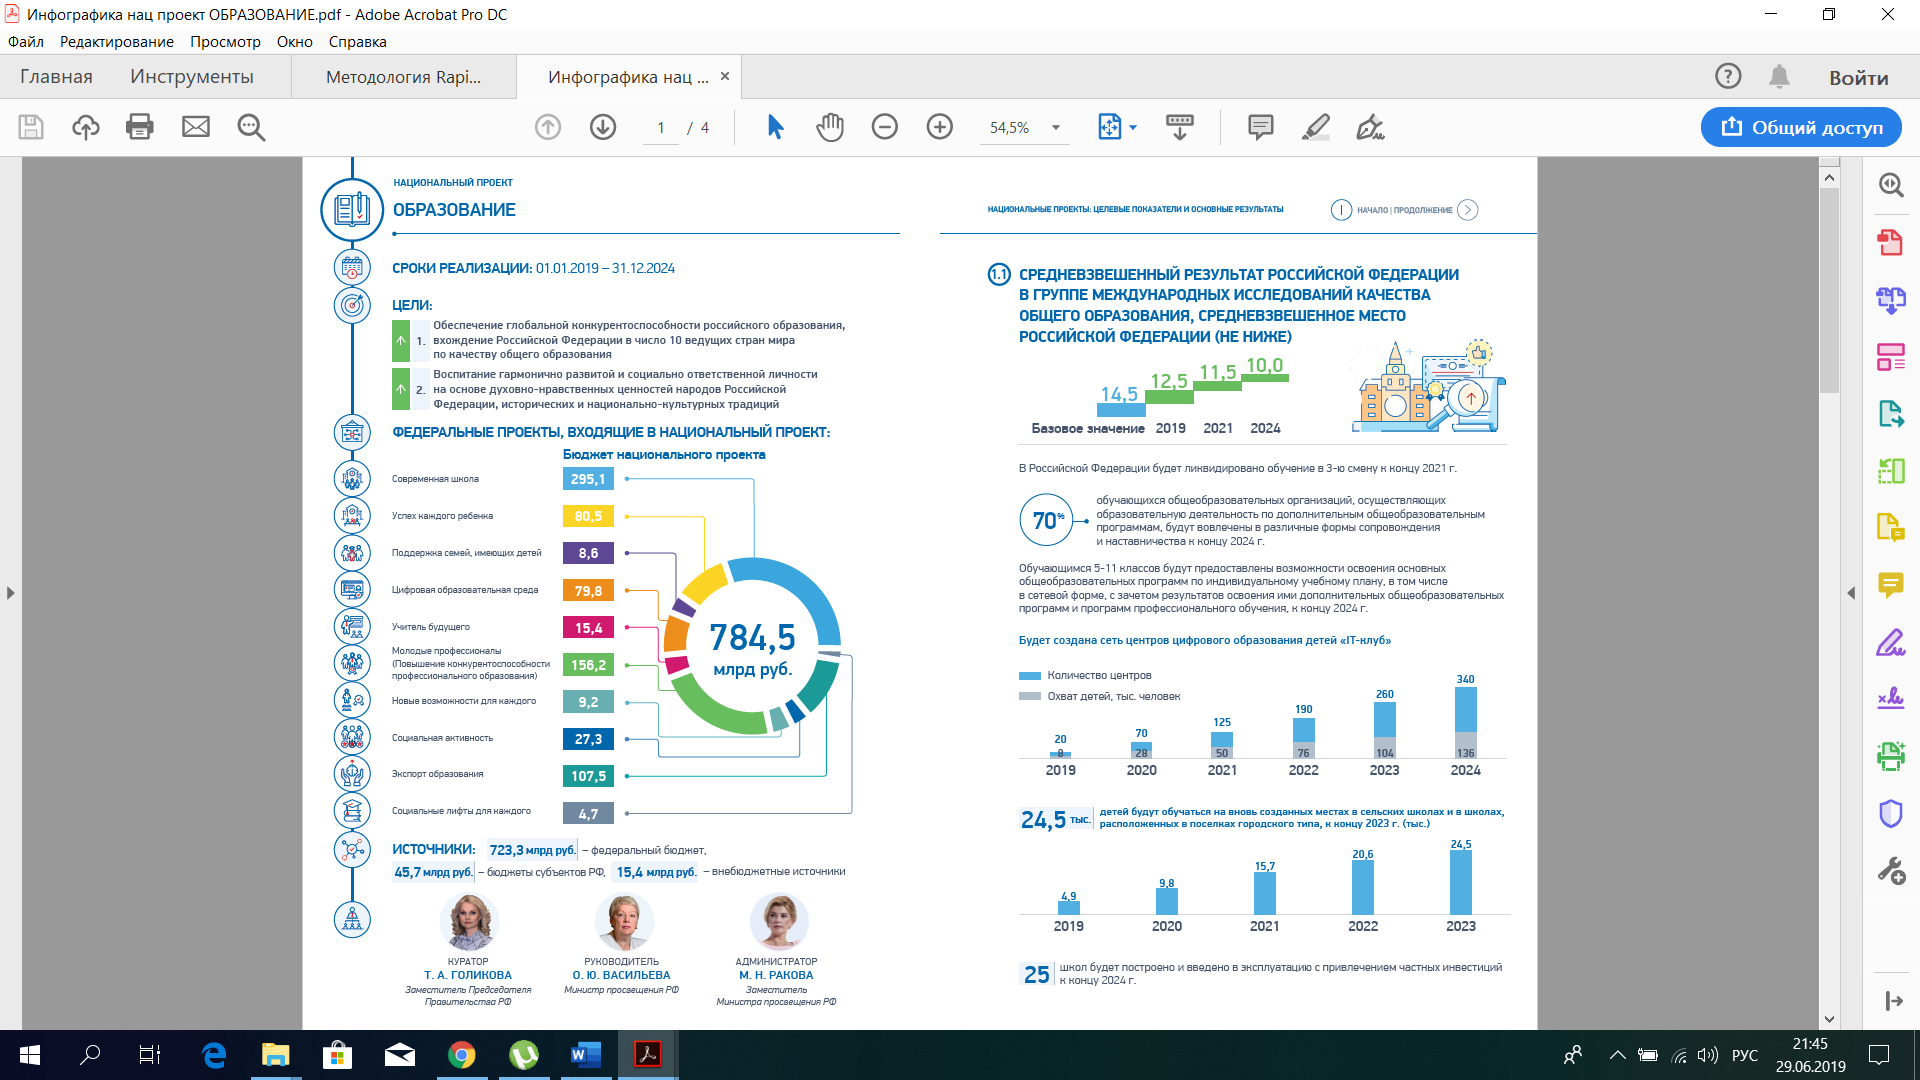 Инфографика нац проект ОБРАЗОВАНИЕ.pdf - Adobe Acrobat Pro DC
Файл Редактирование Просмотр Окно Справка
Главная Инструменты Методология Rapi... Инфографика нац ... × Войти
1 / 4 54,5% Общий доступ
НАЦИОНАЛЬНЫЙ ПРОЕКТ
ОБРАЗОВАНИЕ
СРОКИ РЕАЛИЗАЦИИ: 01.01.2019 – 31.12.2024
ЦЕЛИ:
1. Обеспечение глобальной конкурентоспособности российского образования,
вхождение Российской Федерации в число 10 ведущих стран мира
по качеству общего образования
2. Воспитание гармонично развитой и социально ответственной личности
на основе духовно-нравственных ценностей народов Российской
Федерации, исторических и национально-культурных традиций
ФЕДЕРАЛЬНЫЕ ПРОЕКТЫ, ВХОДЯЩИЕ В НАЦИОНАЛЬНЫЙ ПРОЕКТ:
Бюджет национального проекта
Современная школа 295,1
Успех каждого ребенка 80,5
Поддержка семей, имеющих детей 8,6
Цифровая образовательная среда 79,8
Учитель будущего 15,4
Молодые профессионалы
(Повышение конкурентоспособности
профессионального образования) 156,2
Новые возможности для каждого 9,2
Социальная активность 27,3
Экспорт образования 107,5
Социальные лифты для каждого 4,7
784,5
млрд руб.
ИСТОЧНИКИ: 723,3 млрд руб. – федеральный бюджет,
45,7 млрд руб. – бюджеты субъектов РФ, 15,4 млрд руб. – внебюджетные источники
КУРАТОР
Т. А. ГОЛИКОВА
Заместитель Председателя
Правительства РФ
РУКОВОДИТЕЛЬ
О. Ю. ВАСИЛЬЕВА
Министр просвещения РФ
АДМИНИСТРАТОР
М. Н. РАКОВА
Заместитель
Министра просвещения РФ
НАЦИОНАЛЬНЫЕ ПРОЕКТЫ: ЦЕЛЕВЫЕ ПОКАЗАТЕЛИ И ОСНОВНЫЕ РЕЗУЛЬТАТЫ
НАЧАЛО | ПРОДОЛЖЕНИЕ
1.1 СРЕДНЕВЗВЕШЕННЫЙ РЕЗУЛЬТАТ РОССИЙСКОЙ ФЕДЕРАЦИИ
В ГРУППЕ МЕЖДУНАРОДНЫХ ИССЛЕДОВАНИЙ КАЧЕСТВА
ОБЩЕГО ОБРАЗОВАНИЯ, СРЕДНЕВЗВЕШЕННОЕ МЕСТО
РОССИЙСКОЙ ФЕДЕРАЦИИ (НЕ НИЖЕ)
14,5 12,5 11,5 10,0
Базовое значение 2019 2021 2024
В Российской Федерации будет ликвидировано обучение в 3-ю смену к концу 2021 г.
70%
обучающихся общеобразовательных организаций, осуществляющих
образовательную деятельность по дополнительным общеобразовательным
программам, будут вовлечены в различные формы сопровождения
и наставничества к концу 2024 г.
Обучающимся 5-11 классов будут предоставлены возможности освоения основных
общеобразовательных программ по индивидуальному учебному плану, в том числе
в сетевой форме, с зачетом результатов освоения ими дополнительных общеобразовательных
программ и программ профессионального обучения, к концу 2024 г.
Будет создана сеть центров цифрового образования детей «IT-клуб»
Количество центров
Охват детей, тыс. человек
20 70 125 190 260 340
8 28 50 76 104 136
2019 2020 2021 2022 2023 2024
24,5 тыс.
детей будут обучаться на вновь созданных местах в сельских школах и в школах,
расположенных в поселках городского типа, к концу 2023 г. (тыс.)
4,9 9,8 15,7 20,6 24,5
2019 2020 2021 2022 2023
25
школ будет построено и введено в эксплуатацию с привлечением частных инвестиций
к концу 2024 г.
РУС
21:45
29.06.2019